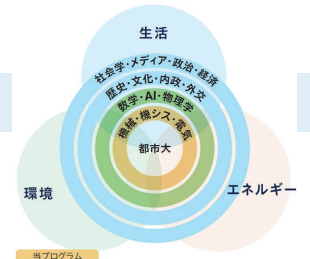 生活
社会学・メディア・政治・経済
歴史・文化・内政・外交
数学・AI・物理学
機械・機シス・電気
都市大
環境
エネルギー
当プログラム